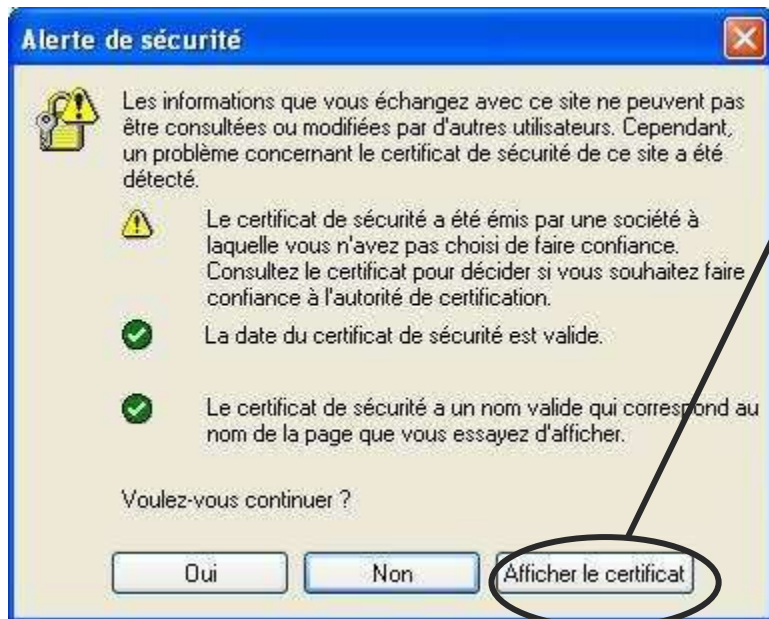 Alerte de sécurité
Les informations que vous échangez avec ce site ne peuvent pas
être consultées ou modifiées par d'autres utilisateurs. Cependant,
un problème concernant le certificat de sécurité de ce site a été
détecté.
Le certificat de sécurité a été émis par une société à
laquelle vous n'avez pas choisi de faire confiance.
Consultez le certificat pour décider si vous souhaitez faire
confiance à l'autorité de certification.
La date du certificat de sécurité est valide.
Le certificat de sécurité a un nom valide qui correspond au
nom de la page que vous essayez d'afficher.
Voulez-vous continuer ?
Oui
Non
Afficher le certificat